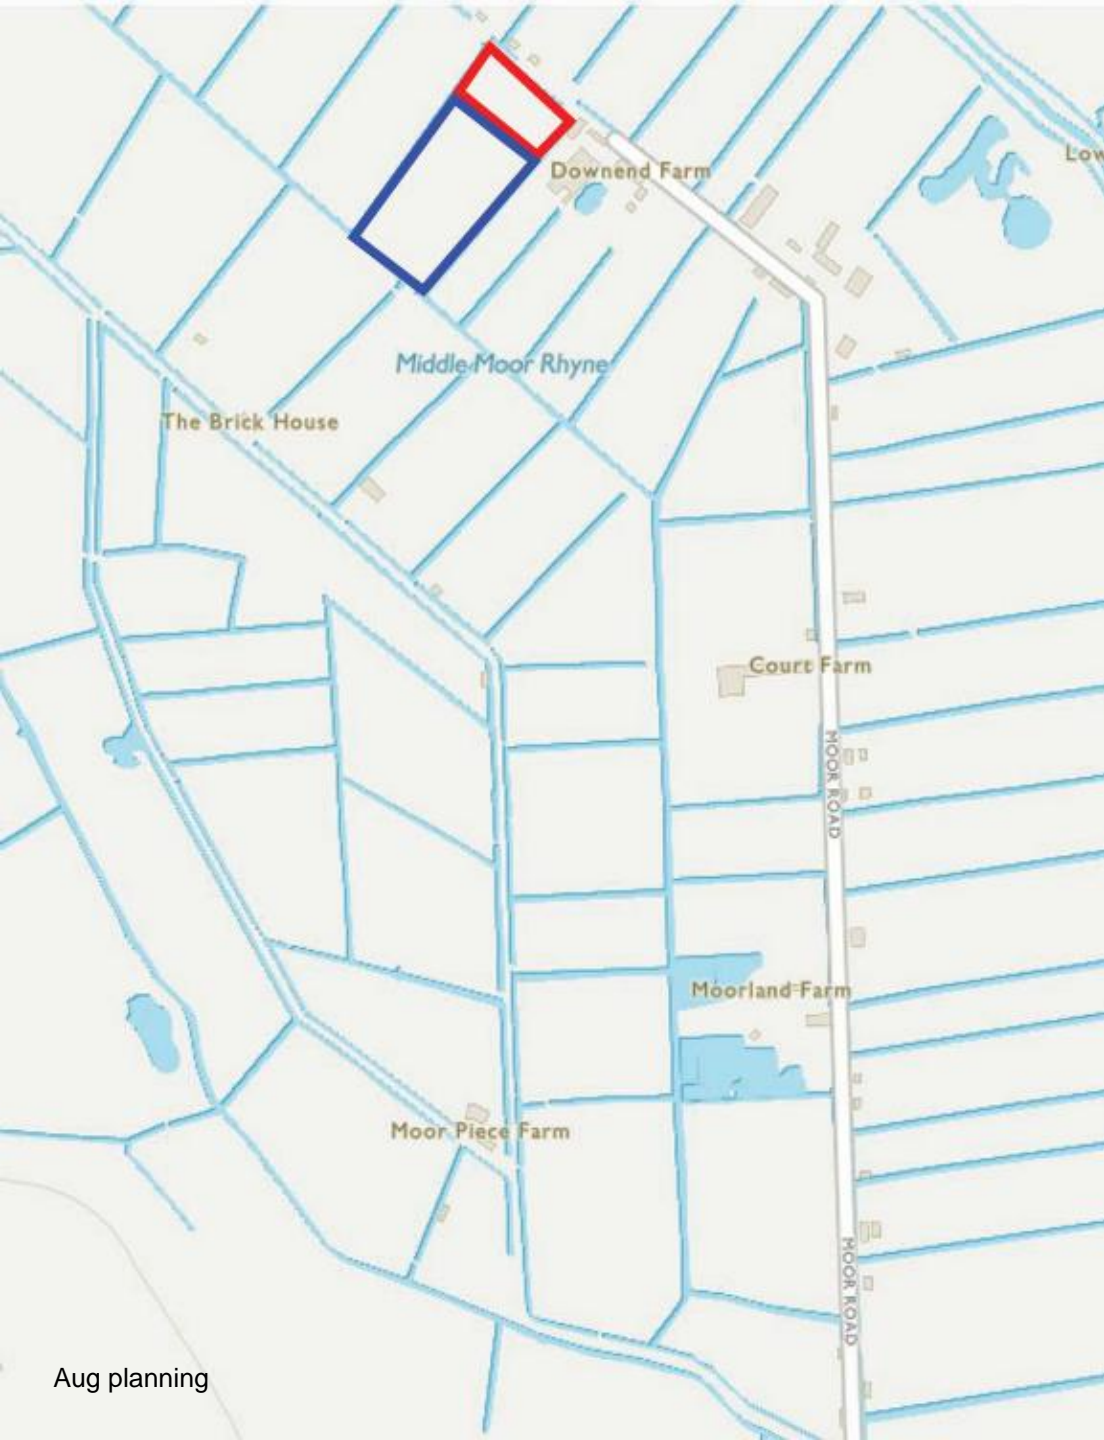 Low
Downend Farm
Middle Moor Rhyne
The Brick House
Court Farm
MOOR ROAD
Moorland Farm
Moor Piece Farm
MOOR ROAD
Aug planning